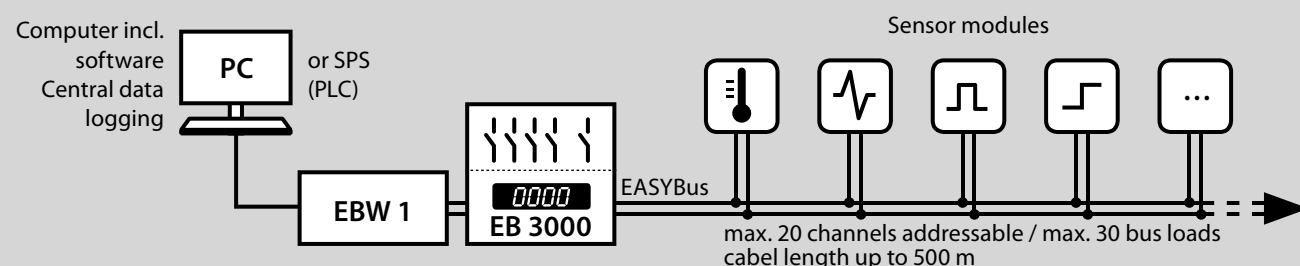 Computer incl.
software
Central data
logging
PC
or SPS
(PLC)
EBW 1
0000
EB 3000
EASYBus
Sensor modules
...
max. 20 channels addressable / max. 30 bus loads
cabel length up to 500 m